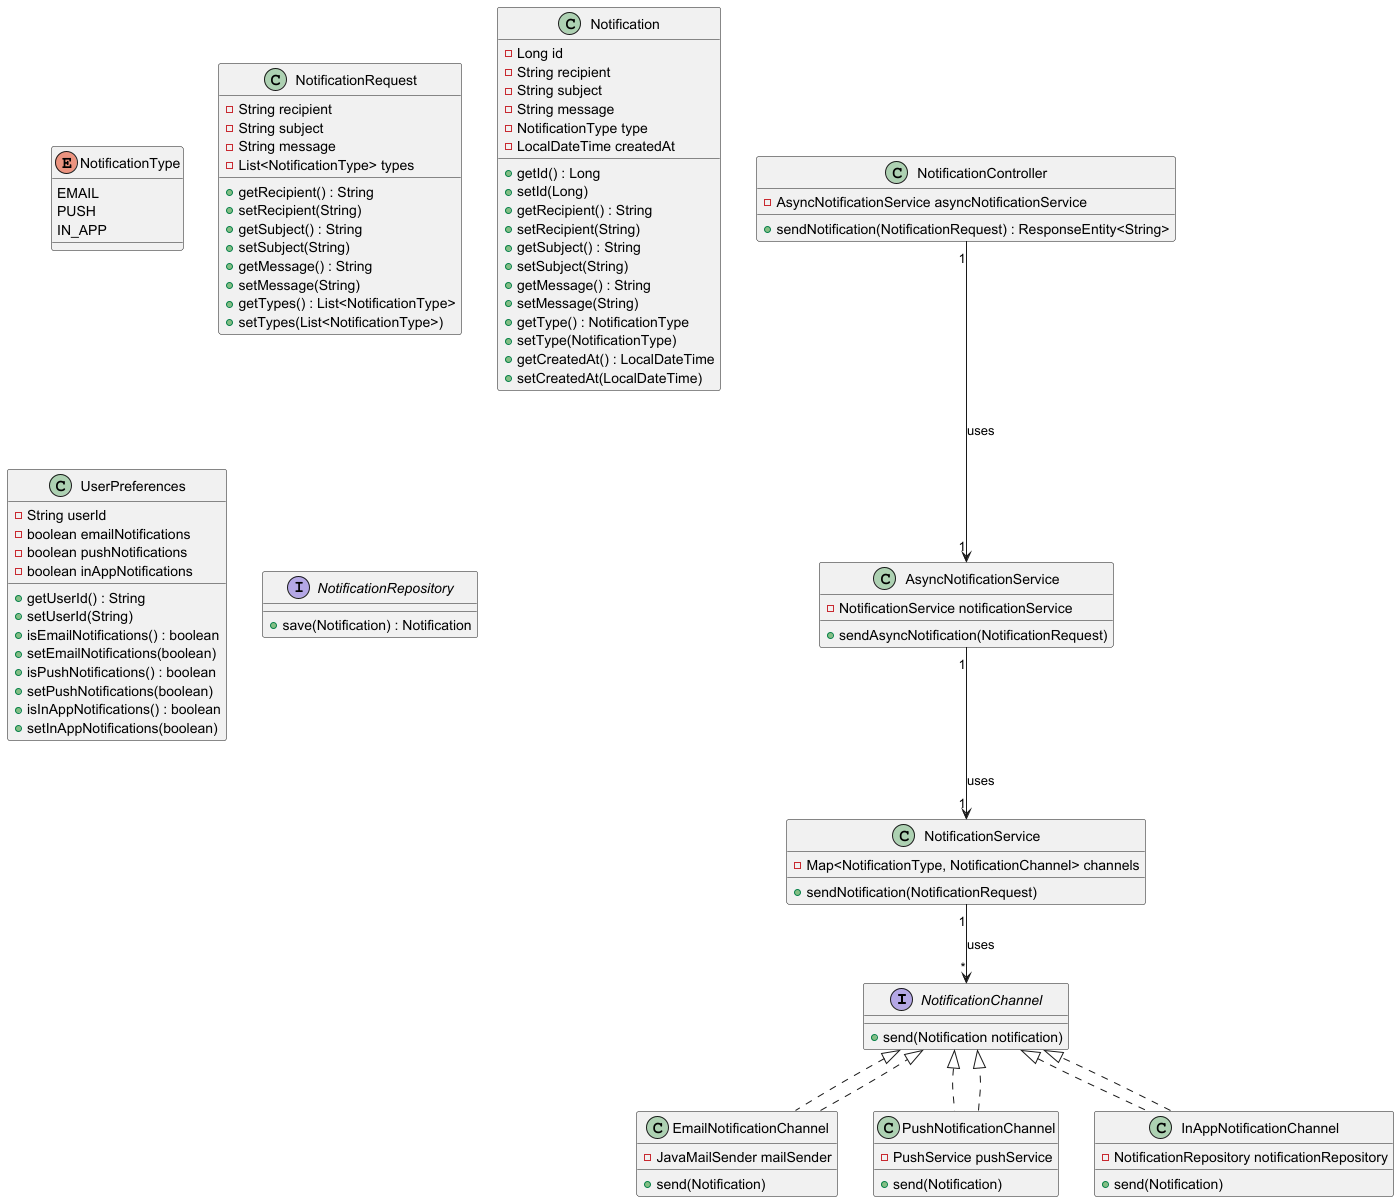 E NotificationType
EMAIL
PUSH
IN_APP
C NotificationRequest
String recipient
String subject
String message
List<NotificationType> types
getRecipient() : String
setRecipient(String)
getSubject() : String
setSubject(String)
getMessage() : String
setMessage(String)
getTypes() : List<NotificationType>
setTypes(List<NotificationType>)
C Notification
Long id
String recipient
String subject
String message
NotificationType type
LocalDateTime createdAt
getId() : Long
setId(Long)
getRecipient() : String
setRecipient(String)
getSubject() : String
setSubject(String)
getMessage() : String
setMessage(String)
getType() : NotificationType
setType(NotificationType)
getCreatedAt() : LocalDateTime
setCreatedAt(LocalDateTime)
C NotificationController
AsyncNotificationService asyncNotificationService
sendNotification(NotificationRequest) : ResponseEntity<String>
1
uses
1
C UserPreferences
String userId
boolean emailNotifications
boolean pushNotifications
boolean inAppNotifications
getUserId() : String
setUserId(String)
isEmailNotifications() : boolean
setEmailNotifications(boolean)
isPushNotifications() : boolean
setPushNotifications(boolean)
isInAppNotifications() : boolean
setInAppNotifications(boolean)
I NotificationRepository
save(Notification) : Notification
C AsyncNotificationService
NotificationService notificationService
sendAsyncNotification(NotificationRequest)
1
uses
1
C NotificationService
Map<NotificationType, NotificationChannel> channels
sendNotification(NotificationRequest)
1
uses
*
I NotificationChannel
send(Notification notification)
C EmailNotificationChannel
JavaMailSender mailSender
send(Notification)
C PushNotificationChannel
PushService pushService
send(Notification)
C InAppNotificationChannel
NotificationRepository notificationRepository
send(Notification)